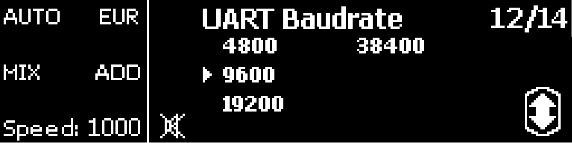 AUTO EUR
MIX ADD
Speed: 1000
UART Baudrate 12/14
4800 38400
9600
19200